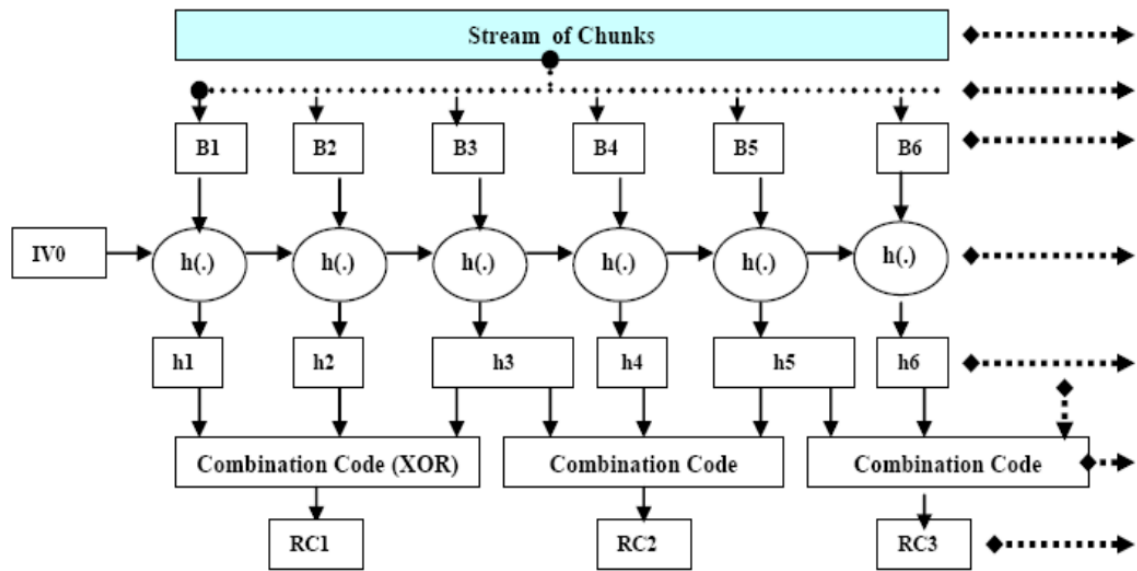 Stream of Chunks
B1 B2 B3 B4 B5 B6
IV0 h(.) h(.) h(.) h(.) h(.) h(.)
h1 h2 h3 h4 h5 h6
Combination Code (XOR) Combination Code Combination Code
RC1 RC2 RC3